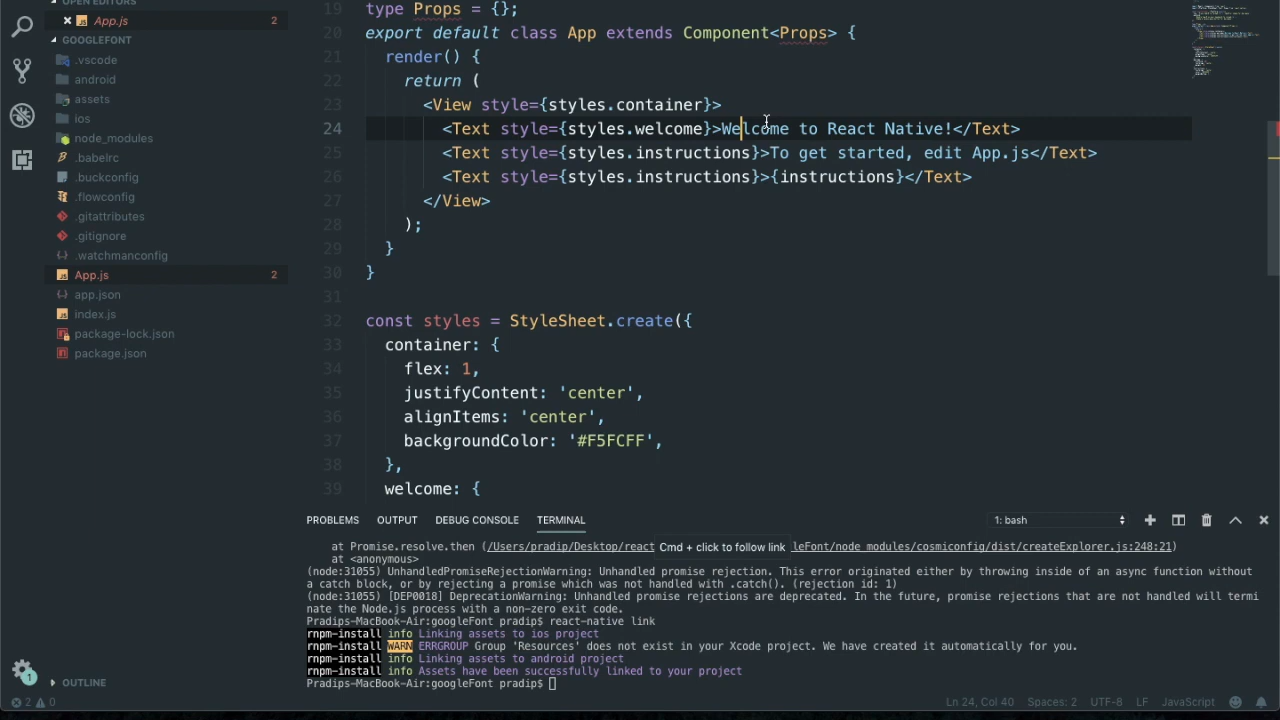 OPEN EDITORS
App.js 2
GOOGLEFONT
.vscode
android
assets
ios
node_modules
.babelrc
.buckconfig
.flowconfig
.gitattributes
.gitignore
.watchmanconfig
App.js 2
app.json
index.js
package-lock.json
package.json
OUTLINE
19 type Props = {};
20 export default class App extends Component<Props> {
21 render() {
22 return (
23 <View style={styles.container}>
24 <Text style={styles.welcome}>Welcome to React Native!</Text>
25 <Text style={styles.instructions}>To get started, edit App.js</Text>
26 <Text style={styles.instructions}>{instructions}</Text>
27 </View>
28 );
29 }
30 }
31
32 const styles = StyleSheet.create({
33 container: {
34 flex: 1,
35 justifyContent: 'center',
36 alignItems: 'center',
37 backgroundColor: '#F5FCFF',
38 },
39 welcome: {
PROBLEMS OUTPUT DEBUG CONSOLE TERMINAL 1: bash
at Promise.resolve.then (/Users/pradip/Desktop/react Cmd + click to follow link leFont/node_modules/cosmiconfig/dist/createExplorer.js:248:21)
at <anonymous>
(node:31055) UnhandledPromiseRejectionWarning: Unhandled promise rejection. This error originated either by throwing inside of an async function without
a catch block, or by rejecting a promise which was not handled with .catch(). (rejection id: 1)
(node:31055) [DEP0018] DeprecationWarning: Unhandled promise rejections are deprecated. In the future, promise rejections that are not handled will termi
nate the Node.js process with a non-zero exit code.
Pradips-MacBook-Air:googleFont pradip$ react-native link
rnpm-install info Linking assets to ios project
rnpm-install WARN ERRGROUP Group 'Resources' does not exist in your Xcode project. We have created it automatically for you.
rnpm-install info Linking assets to android project
rnpm-install info Assets have been successfully linked to your project
Pradips-MacBook-Air:googleFont pradip$
1
2 0 Ln 24, Col 40 Spaces: 2 UTF-8 LF JavaScript